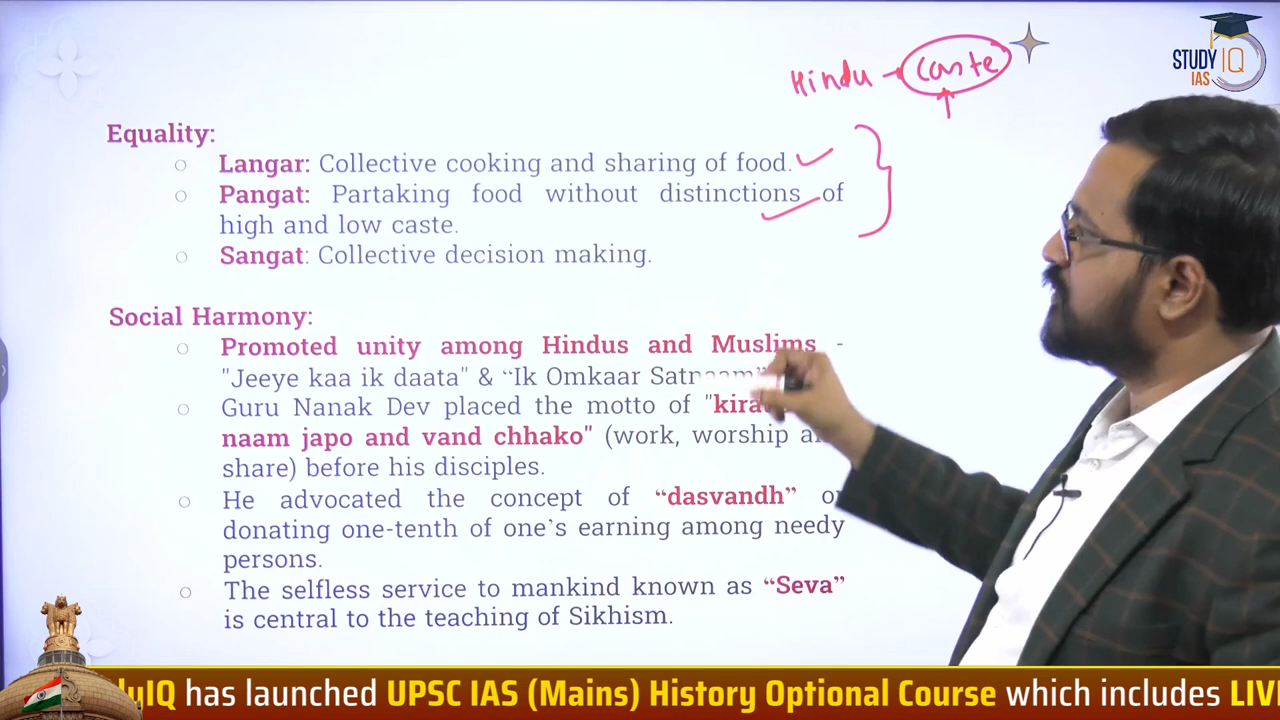 Hindu → Caste
STUDY IQ
IAS
Equality:
○ Langar: Collective cooking and sharing of food.
○ Pangat: Partaking food without distinctions of
high and low caste.
○ Sangat: Collective decision making.
Social Harmony:
○ Promoted unity among Hindus and Muslims -
"Jeeye kaa ik daata" & “Ik Omkaar
○ Guru Nanak Dev placed the motto of "
naam japo and vand chhako" (work, worship
share) before his disciples.
○ He advocated the concept of “dasvandh”
donating one-tenth of one's earning among needy
persons.
○ The selfless service to mankind known as “Seva”
is central to the teaching of Sikhism.
has launched UPSC IAS (Mains) History Optional Course which includes